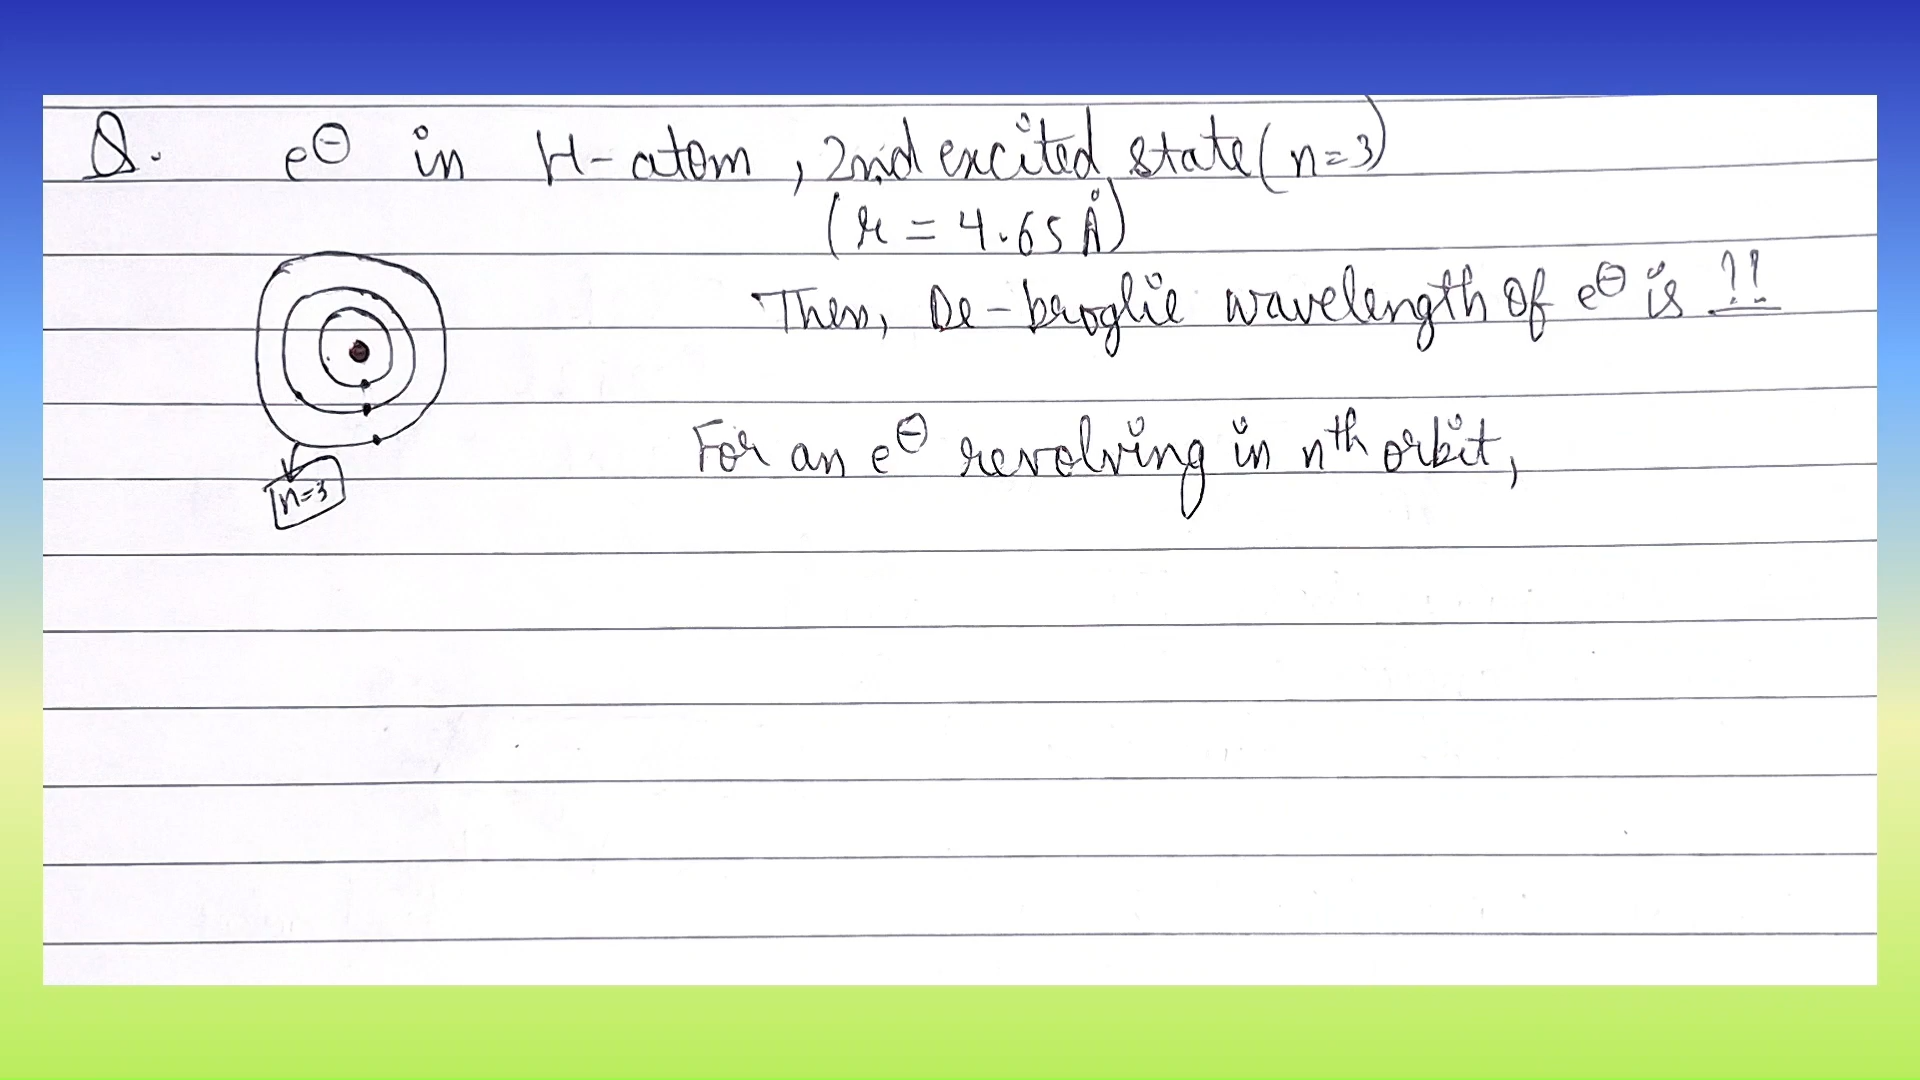 Q. e⊖ in H-atom, 2nd excited state (n=3)
(r = 4.65 Å)
Then, De-broglie wavelength of e⊖ is ??
For an e⊖ revolving in nth orbit,
n=3